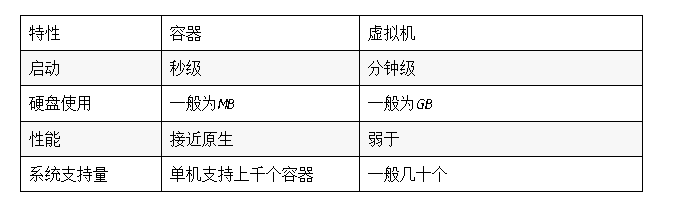 特性 容器 虚拟机
启动 秒级 分钟级
硬盘使用 一般为MB 一般为GB
性能 接近原生 弱于
系统支持量 单机支持上千个容器 一般几十个